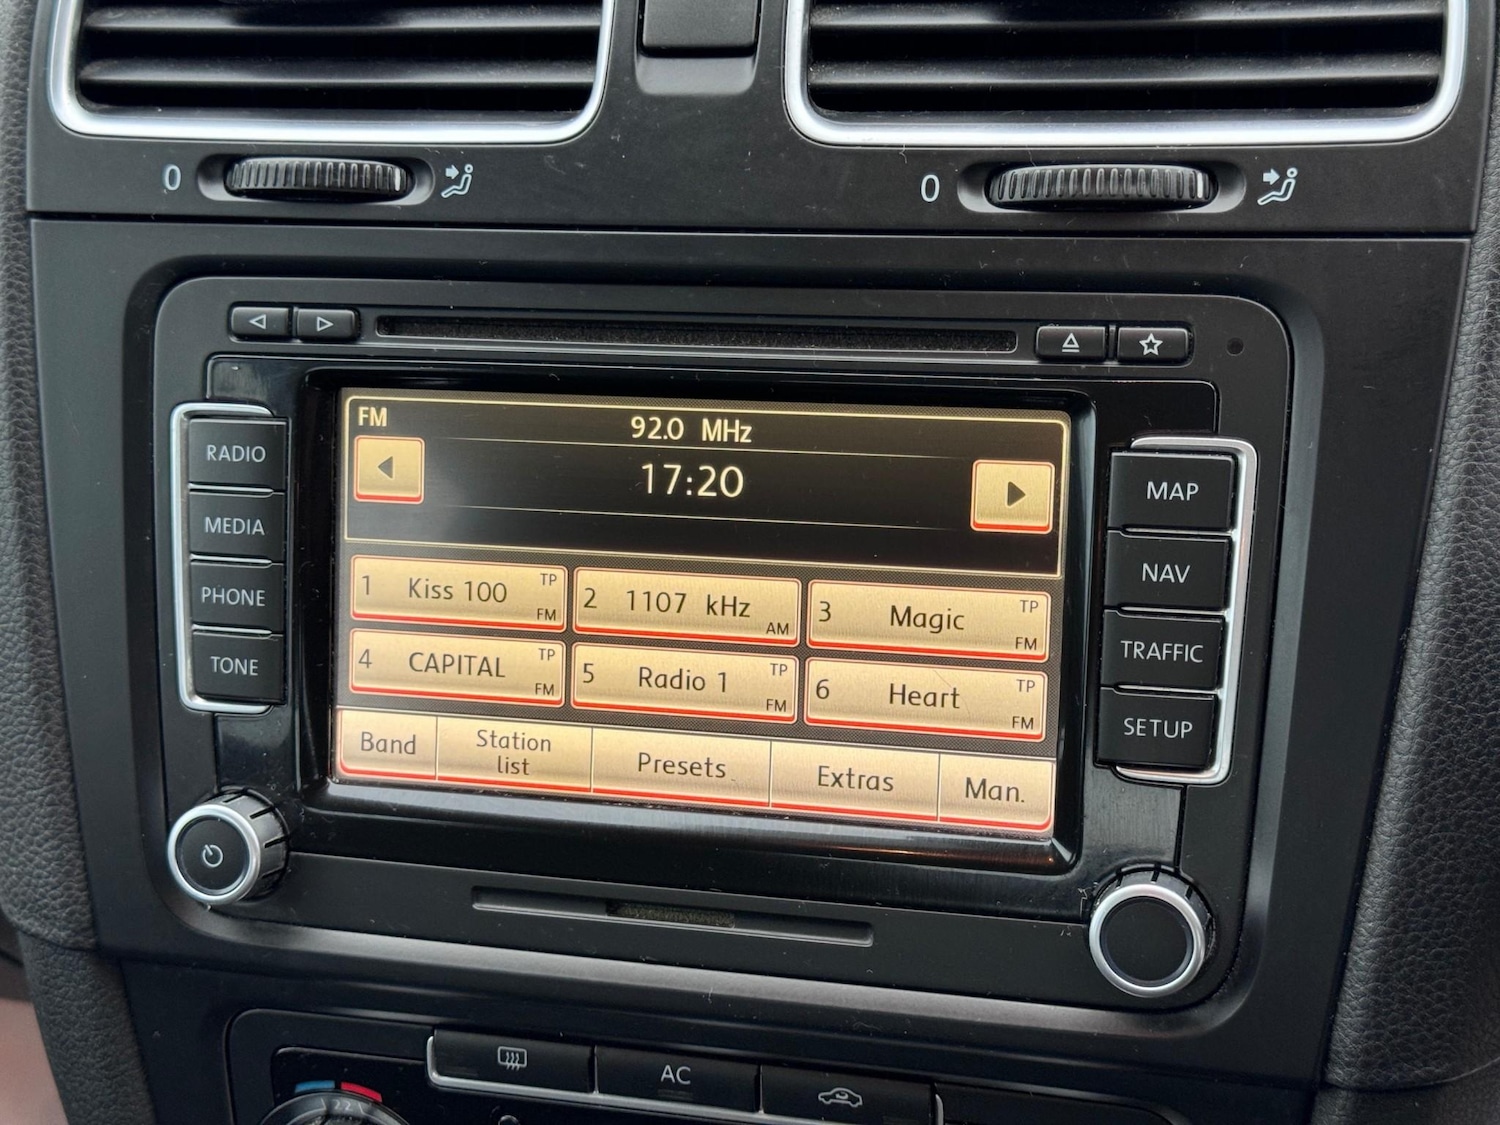 0
0
FM
92.0 MHz
17:20
1 Kiss 100 TP FM
2 1107 kHz AM
3 Magic TP FM
4 CAPITAL TP FM
5 Radio 1 TP FM
6 Heart TP FM
Band
Station
list
Presets
Extras
Man.
RADIO
MEDIA
PHONE
TONE
MAP
NAV
TRAFFIC
SETUP
AC
22